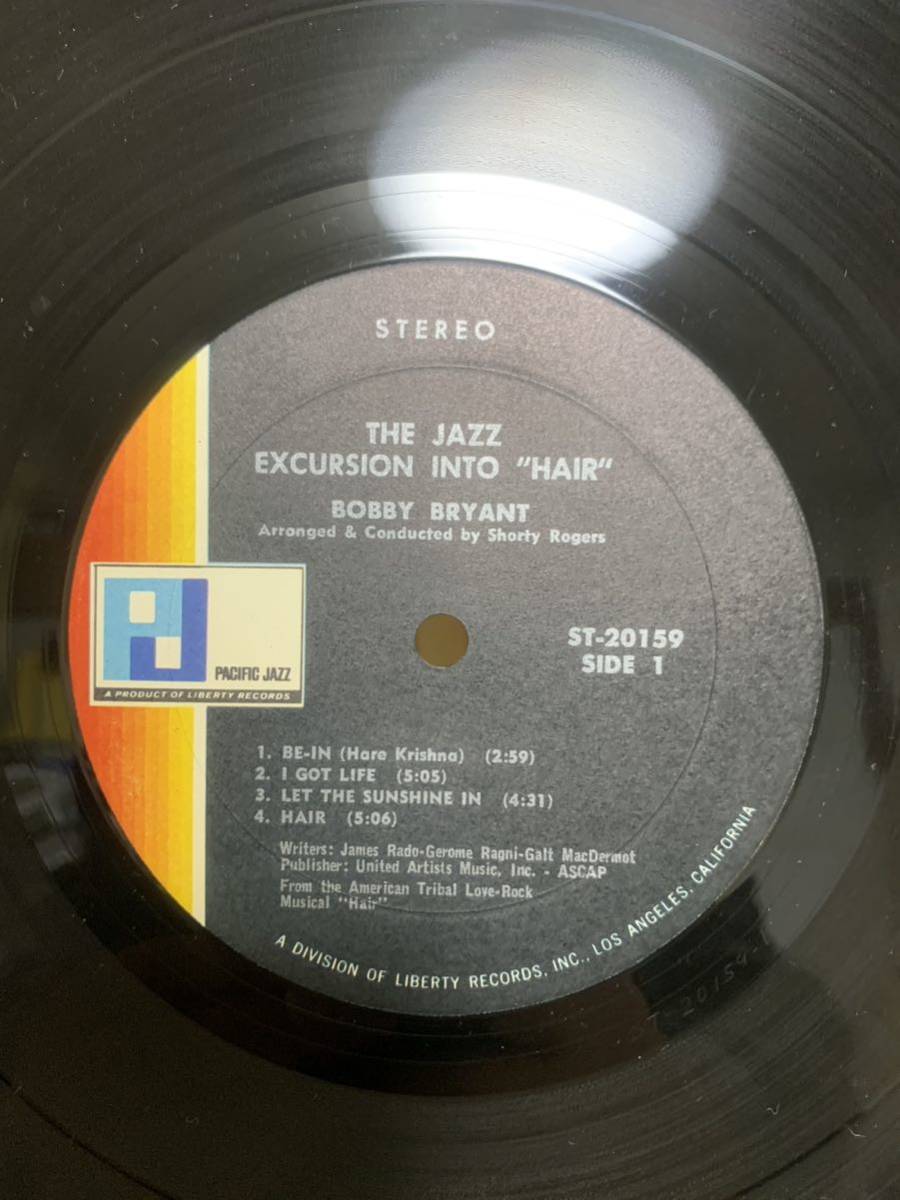 STEREO
THE JAZZ
EXCURSION INTO "HAIR"
BOBBY BRYANT
Arranged & Conducted by Shorty Rogers
ST-20159
SIDE 1
PJ
PACIFIC JAZZ
A PRODUCT OF LIBERTY RECORDS
1. BE-IN (Hare Krishna) (2:59)
2. I GOT LIFE (5:05)
3. LET THE SUNSHINE IN (4:31)
4. HAIR (5:06)
Writers: James Rado-Gerome Ragni-Galt MacDermot
Publisher: United Artists Music, Inc. - ASCAP
From the American Tribal Love-Rock
Musical "Hair"
A DIVISION OF LIBERTY RECORDS, INC., LOS ANGELES, CALIFORNIA